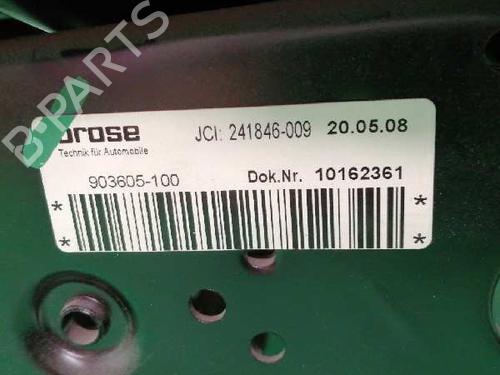 B-PARTS
brose JCI: 241846-009 20.05.08
Technik für Automobile
903605-100 Dok.Nr. 10162361
* *
* *